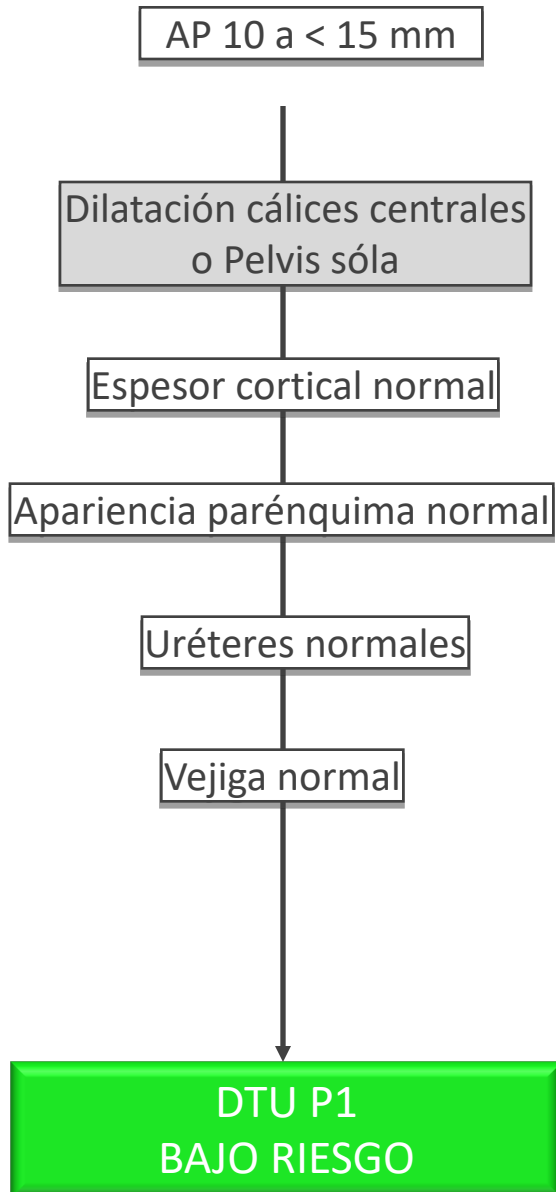 AP 10 a < 15 mm
Dilatación cálices centrales
o Pelvis sóla
Espesor cortical normal
Apariencia parénquima normal
Uréteres normales
Vejiga normal
DTU P1
BAJO RIESGO